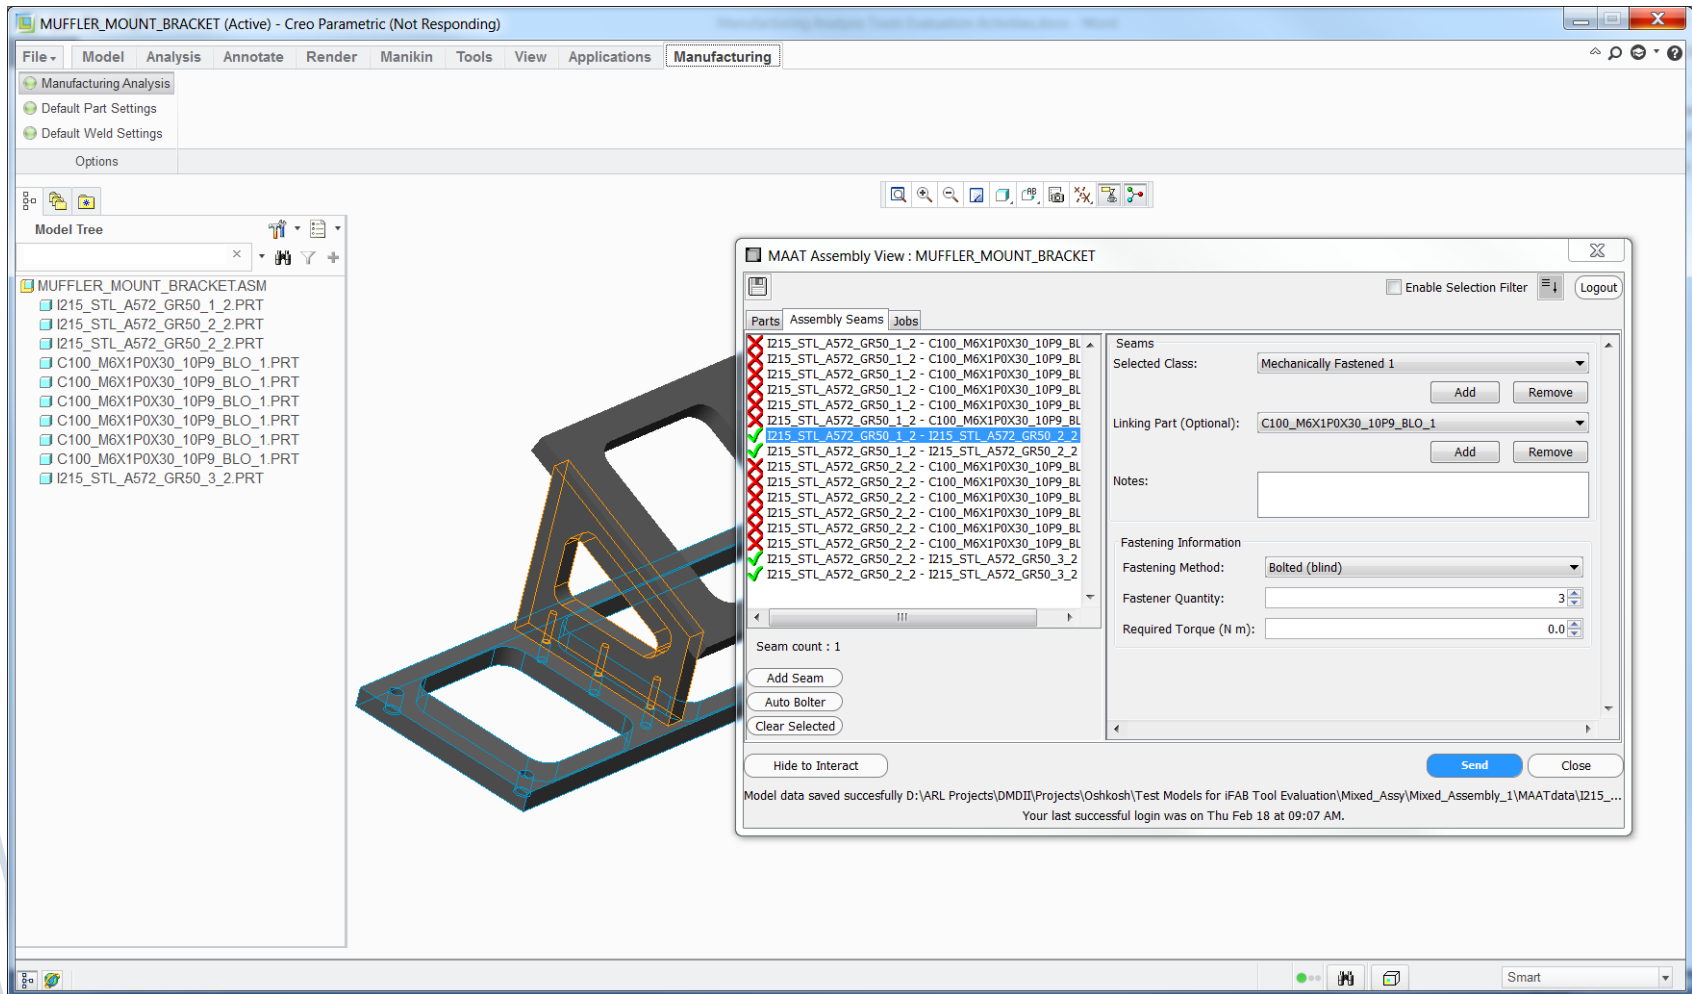 MUFFLER_MOUNT_BRACKET (Active) - Creo Parametric (Not Responding)
File Model Analysis Annotate Render Manikin Tools View Applications Manufacturing
Manufacturing Analysis
Default Part Settings
Default Weld Settings
Options
Model Tree
MUFFLER_MOUNT_BRACKET.ASM
I215_STL_A572_GR50_1_2.PRT
I215_STL_A572_GR50_2_2.PRT
I215_STL_A572_GR50_2_2.PRT
C100_M6X1P0X30_10P9_BLO_1.PRT
C100_M6X1P0X30_10P9_BLO_1.PRT
C100_M6X1P0X30_10P9_BLO_1.PRT
C100_M6X1P0X30_10P9_BLO_1.PRT
C100_M6X1P0X30_10P9_BLO_1.PRT
C100_M6X1P0X30_10P9_BLO_1.PRT
I215_STL_A572_GR50_3_2.PRT
MAAT Assembly View : MUFFLER_MOUNT_BRACKET
Enable Selection Filter
Logout
Parts Assembly Seams Jobs
I215_STL_A572_GR50_1_2 - C100_M6X1P0X30_10P9_BL
I215_STL_A572_GR50_1_2 - C100_M6X1P0X30_10P9_BL
I215_STL_A572_GR50_1_2 - C100_M6X1P0X30_10P9_BL
I215_STL_A572_GR50_1_2 - C100_M6X1P0X30_10P9_BL
I215_STL_A572_GR50_1_2 - C100_M6X1P0X30_10P9_BL
I215_STL_A572_GR50_1_2 - C100_M6X1P0X30_10P9_BL
I215_STL_A572_GR50_1_2 - I215_STL_A572_GR50_2_2
I215_STL_A572_GR50_1_2 - I215_STL_A572_GR50_2_2
I215_STL_A572_GR50_2_2 - C100_M6X1P0X30_10P9_BL
I215_STL_A572_GR50_2_2 - C100_M6X1P0X30_10P9_BL
I215_STL_A572_GR50_2_2 - C100_M6X1P0X30_10P9_BL
I215_STL_A572_GR50_2_2 - C100_M6X1P0X30_10P9_BL
I215_STL_A572_GR50_2_2 - C100_M6X1P0X30_10P9_BL
I215_STL_A572_GR50_2_2 - C100_M6X1P0X30_10P9_BL
I215_STL_A572_GR50_2_2 - I215_STL_A572_GR50_3_2
I215_STL_A572_GR50_2_2 - I215_STL_A572_GR50_3_2
Seam count : 1
Add Seam
Auto Bolter
Clear Selected
Seams
Selected Class: Mechanically Fastened 1
Add Remove
Linking Part (Optional): C100_M6X1P0X30_10P9_BLO_1
Add Remove
Notes:
Fastening Information
Fastening Method: Bolted (blind)
Fastener Quantity: 3
Required Torque (N m): 0.0
Hide to Interact
Send Close
Model data saved succesfully D:\ARL Projects\DMDII\Projects\Oshkosh\Test Models for iFAB Tool Evaluation\Mixed_Assy\Mixed_Assembly_1\MAATdata\I215_...
Your last successful login was on Thu Feb 18 at 09:07 AM.
Smart